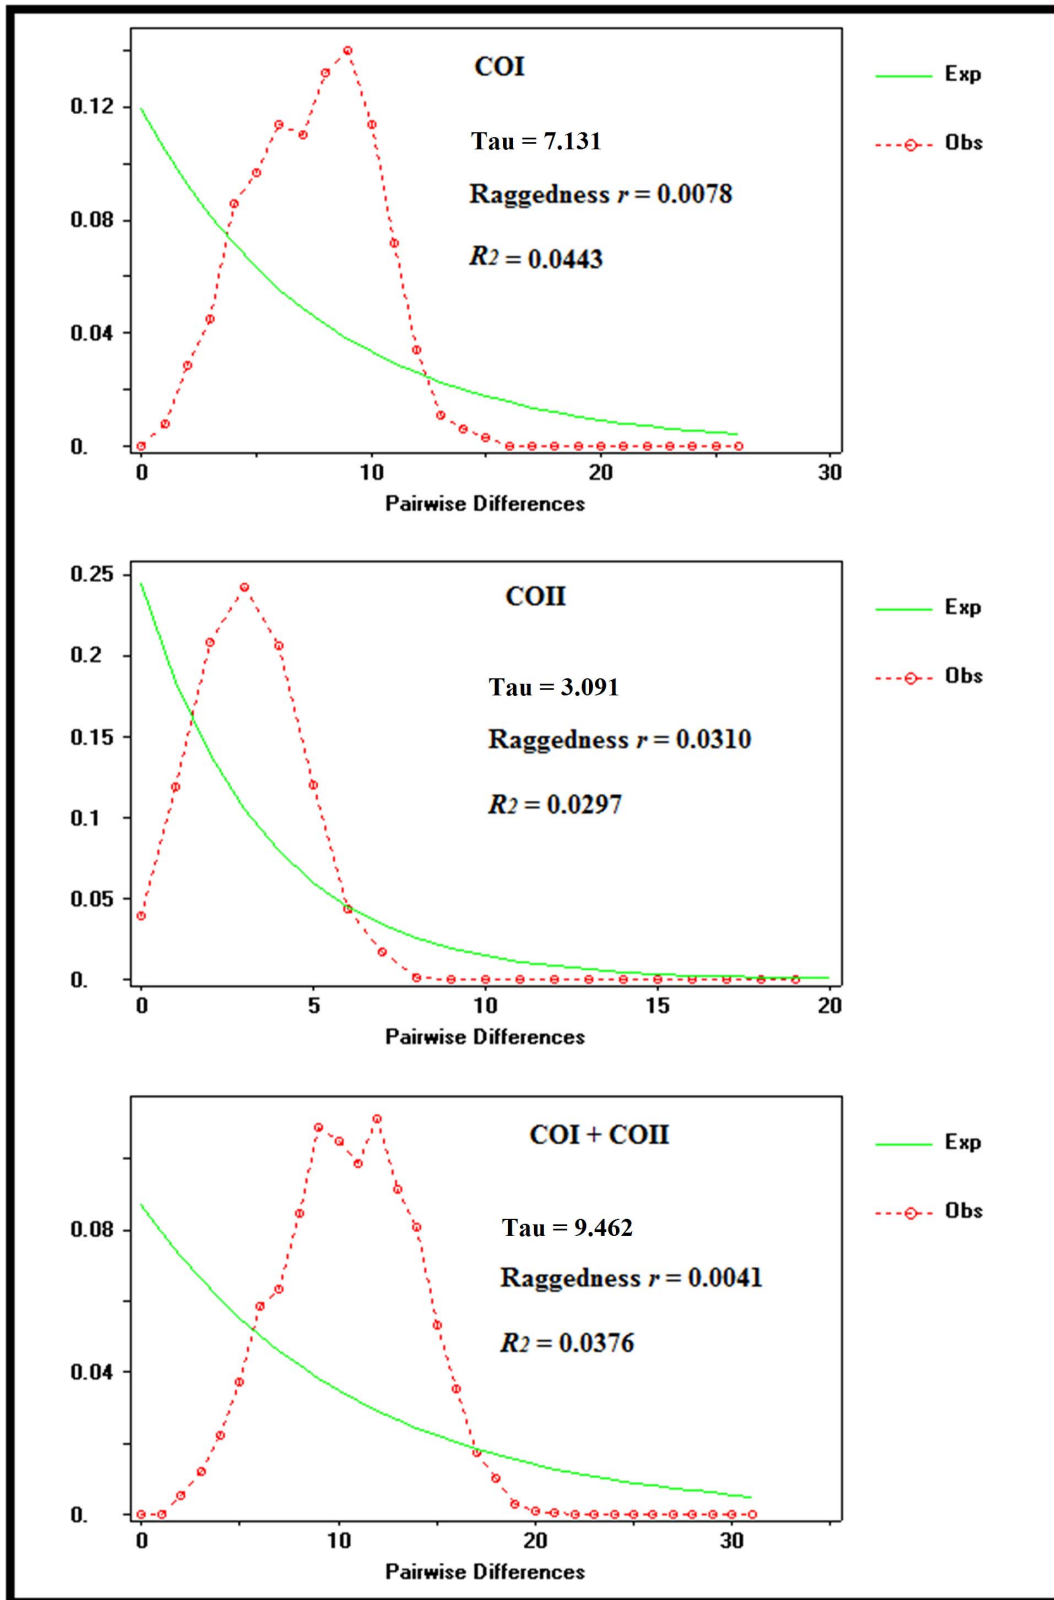 COI
Exp
0.12
Tau = 7.131
Obs
Raggedness r = 0.0078
0.08
R2 = 0.0443
0.04
0.
0 10 20 30
Pairwise Differences
0.25
COII
Exp
0.2
Tau = 3.091
Obs
0.15
Raggedness r = 0.0310
0.1
R2 = 0.0297
0.05
0.
0 5 10 15 20
Pairwise Differences
COI + COII
Exp
Obs
0.08
Tau = 9.462
Raggedness r = 0.0041
R2 = 0.0376
0.04
0.
0 10 20 30
Pairwise Differences